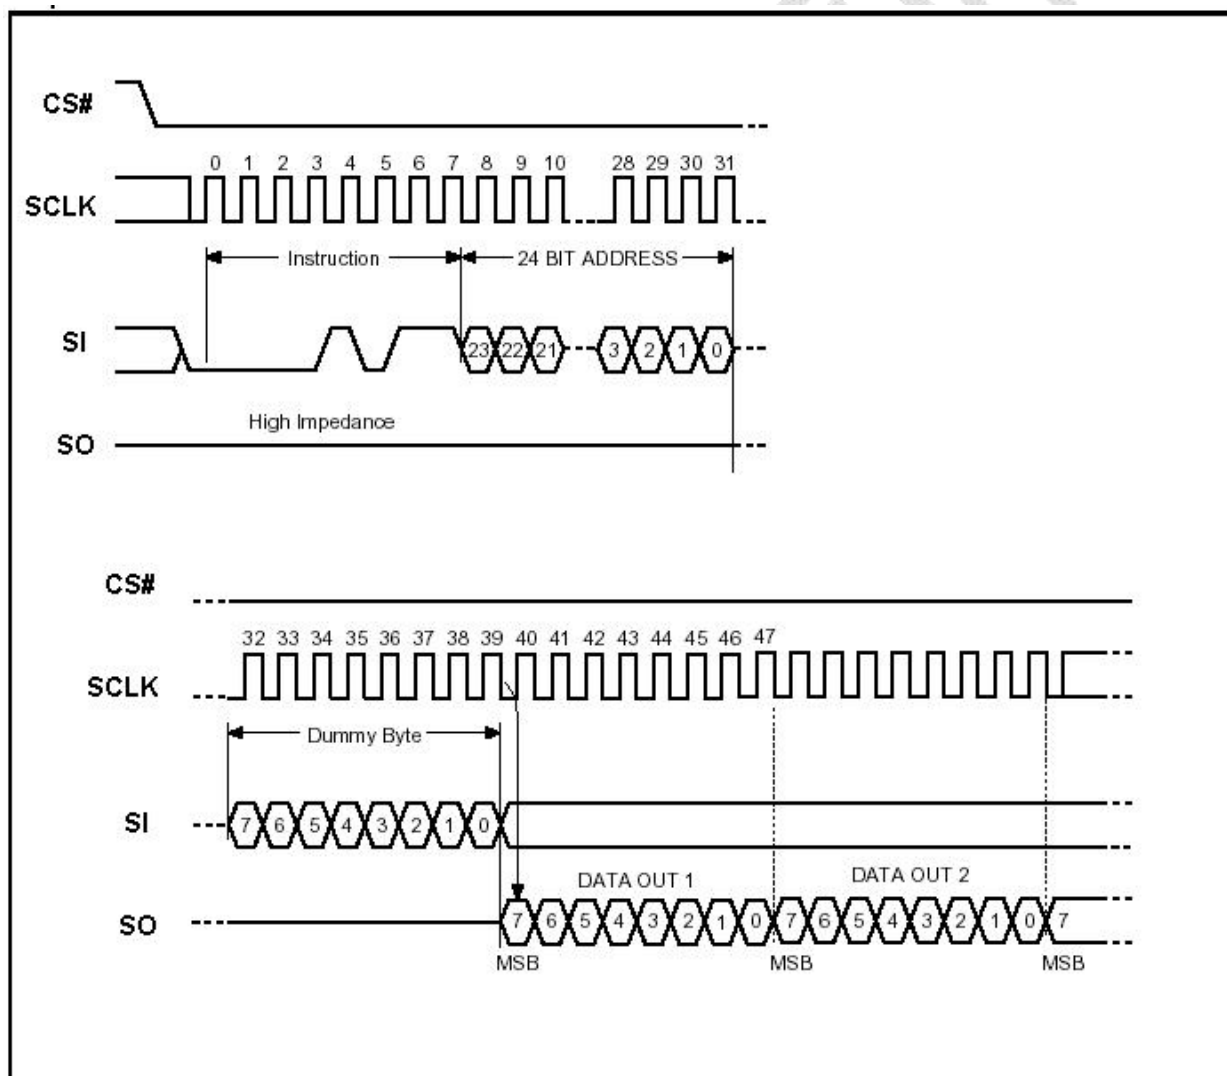 CS#
0 1 2 3 4 5 6 7 8 9 10 28 29 30 31
SCLK
Instruction 24 BIT ADDRESS
SI 23 22 21 3 2 1 0
High Impedance
SO
CS#
32 33 34 35 36 37 38 39 40 41 42 43 44 45 46 47
SCLK
Dummy Byte
SI 7 6 5 4 3 2 1 0
DATA OUT 1 DATA OUT 2
SO 7 6 5 4 3 2 1 0 7 6 5 4 3 2 1 0 7
MSB MSB MSB